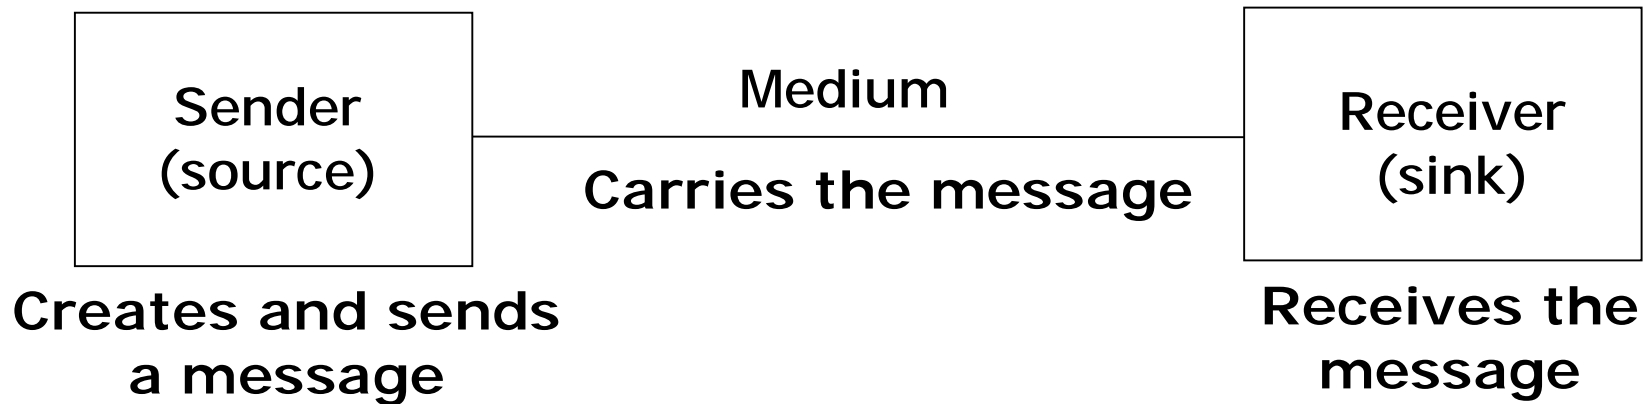 Sender
(source)
Creates and sends
a message
Medium
Carries the message
Receiver
(sink)
Receives the
message